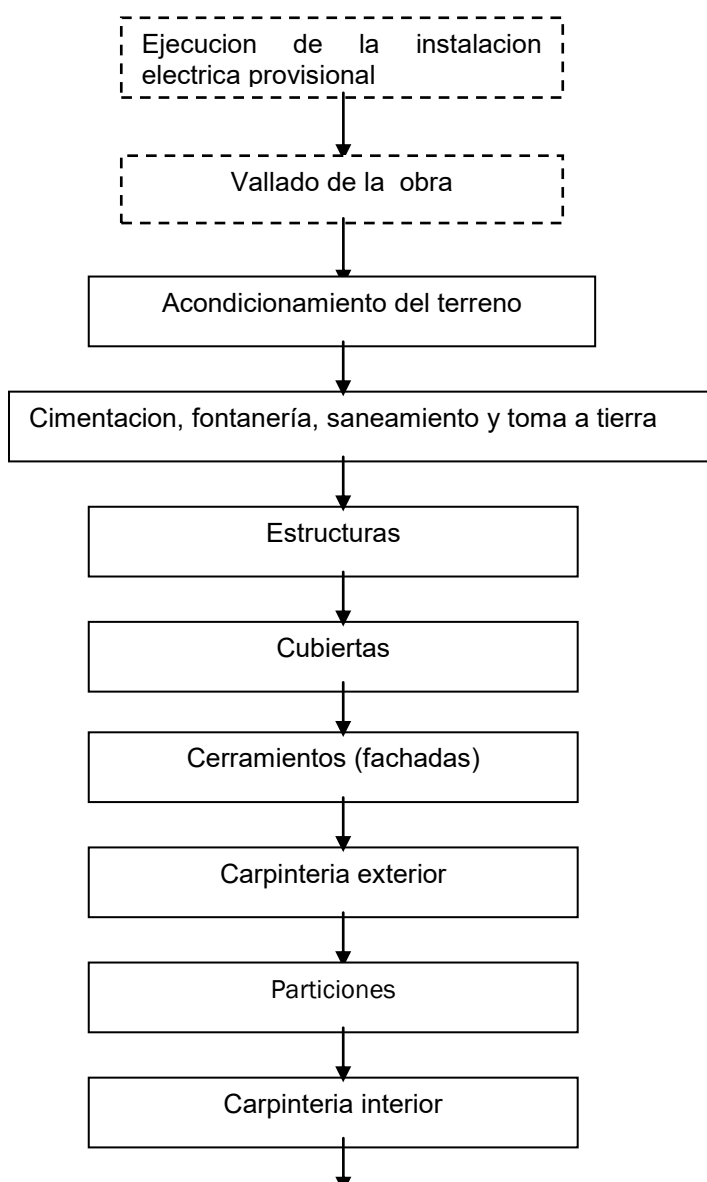 Ejecucion de la instalacion
electrica provisional
Vallado de la obra
Acondicionamiento del terreno
Cimentacion, fontanería, saneamiento y toma a tierra
Estructuras
Cubiertas
Cerramientos (fachadas)
Carpinteria exterior
Particiones
Carpinteria interior